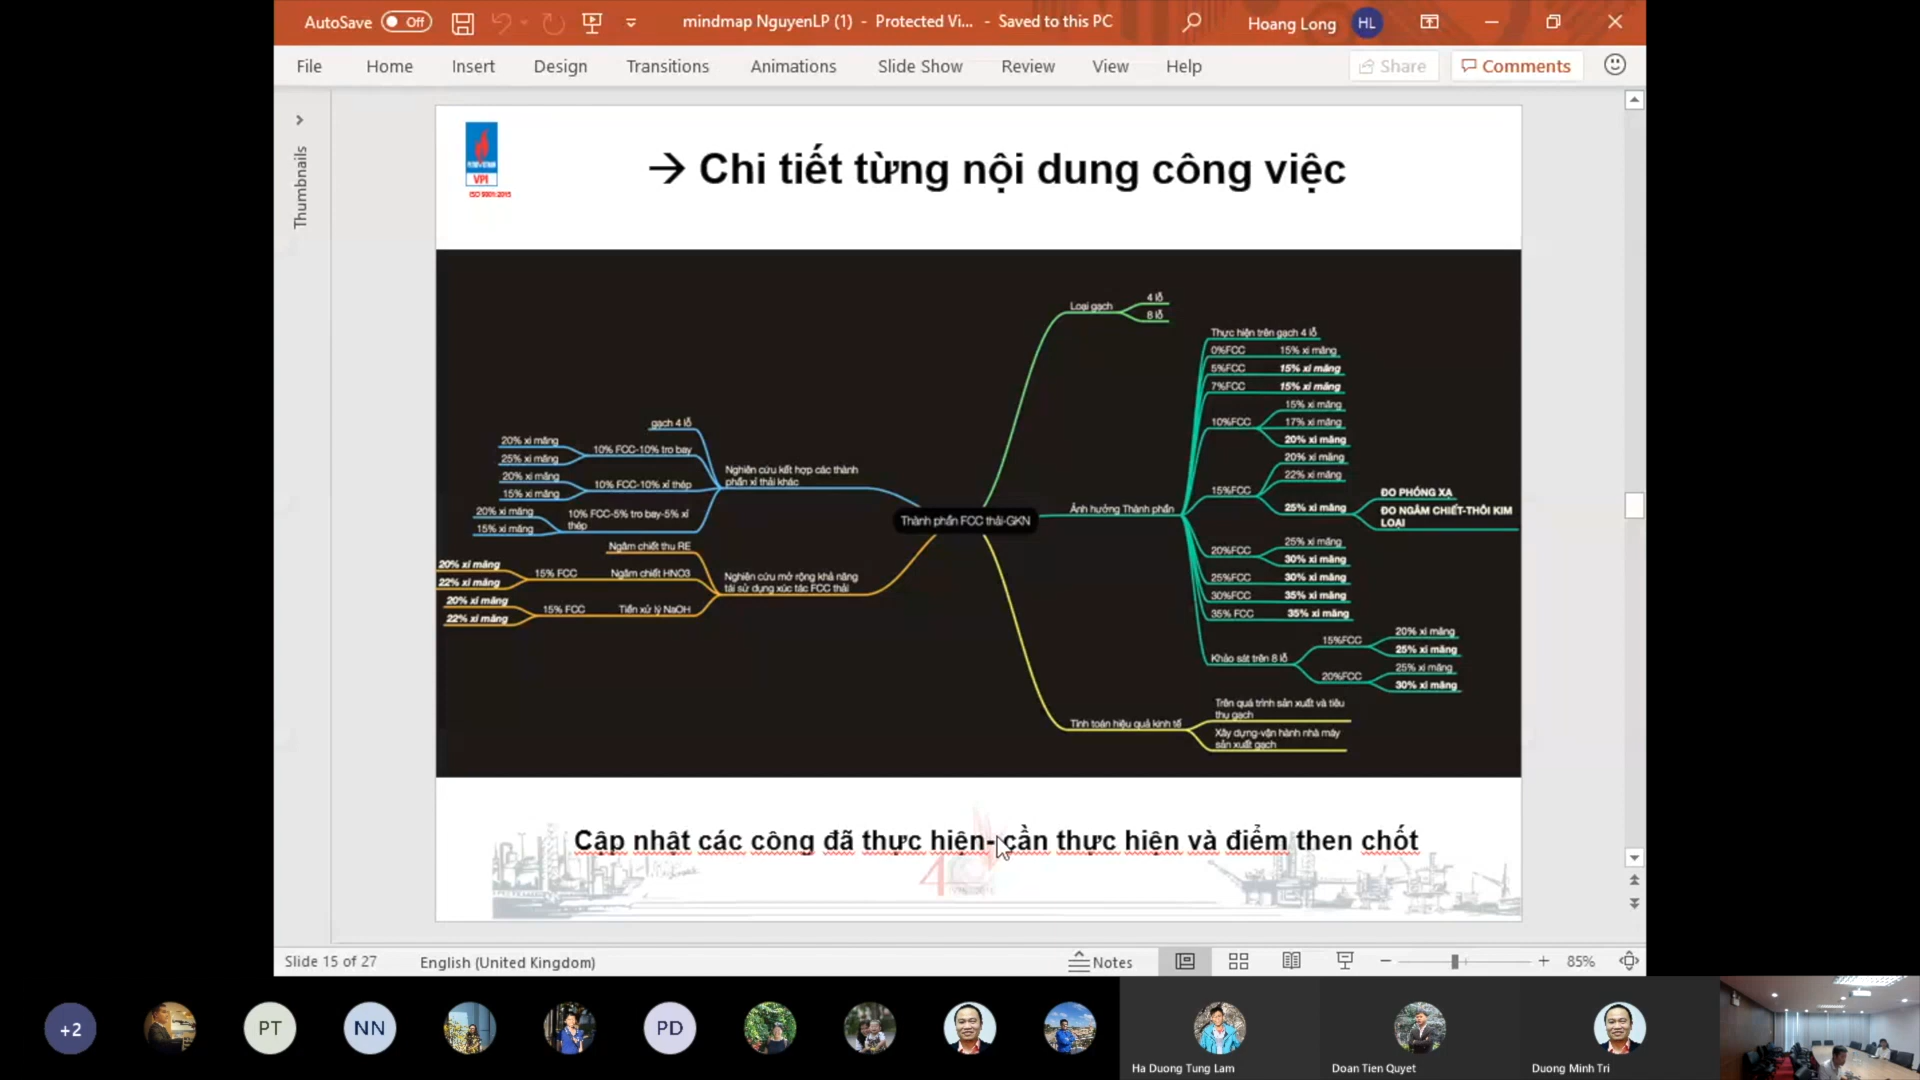 AutoSave Off
mindmap NguyenLP (1) - Protected Vi... - Saved to this PC
Hoang Long HL
File Home Insert Design Transitions Animations Slide Show Review View Help
Share Comments
Thumbnails
VPI
ISO 9001:2015
→ Chi tiết từng nội dung công việc
Thành phần FCC thải-GKN
Loại gạch
4 lỗ
8 lỗ
Ảnh hưởng Thành phần
Thực hiện trên gạch 4 lỗ
0%FCC 15% xi măng
5%FCC 15% xi măng
7%FCC 15% xi măng
10%FCC
15% xi măng
17% xi măng
20% xi măng
15%FCC
20% xi măng
22% xi măng
25% xi măng
ĐO PHÓNG XẠ
ĐO NGÂM CHIẾT-THÔI KIM
LOẠI
20%FCC
25% xi măng
30% xi măng
25%FCC 30% xi măng
30%FCC 35% xi măng
35% FCC 35% xi măng
Khảo sát trên 8 lỗ
15%FCC
20% xi măng
25% xi măng
20%FCC
25% xi măng
30% xi măng
Tính toán hiệu quả kinh tế
Trên quá trình sản xuất và tiêu
thụ gạch
Xây dựng-vận hành nhà máy
sản xuất gạch
Nghiên cứu kết hợp các thành
phần xỉ thải khác
gạch 4 lỗ
10% FCC-10% tro bay
20% xi măng
25% xi măng
10% FCC-10% xỉ thép
20% xi măng
15% xi măng
10% FCC-5% tro bay-5% xỉ
thép
20% xi măng
15% xi măng
Nghiên cứu mở rộng khả năng
tái sử dụng xúc tác FCC thải
Ngâm chiết thu RE
Ngâm chiết HNO3
15% FCC
20% xi măng
22% xi măng
Tiền xử lý NaOH
15% FCC
20% xi măng
22% xi măng
Cập nhật các công đã thực hiện- cần thực hiện và điểm then chốt
Slide 15 of 27 English (United Kingdom) Notes 85%
+2
PT
NN
PD
Ha Duong Tung Lam
Doan Tien Quyet
Duong Minh Tri